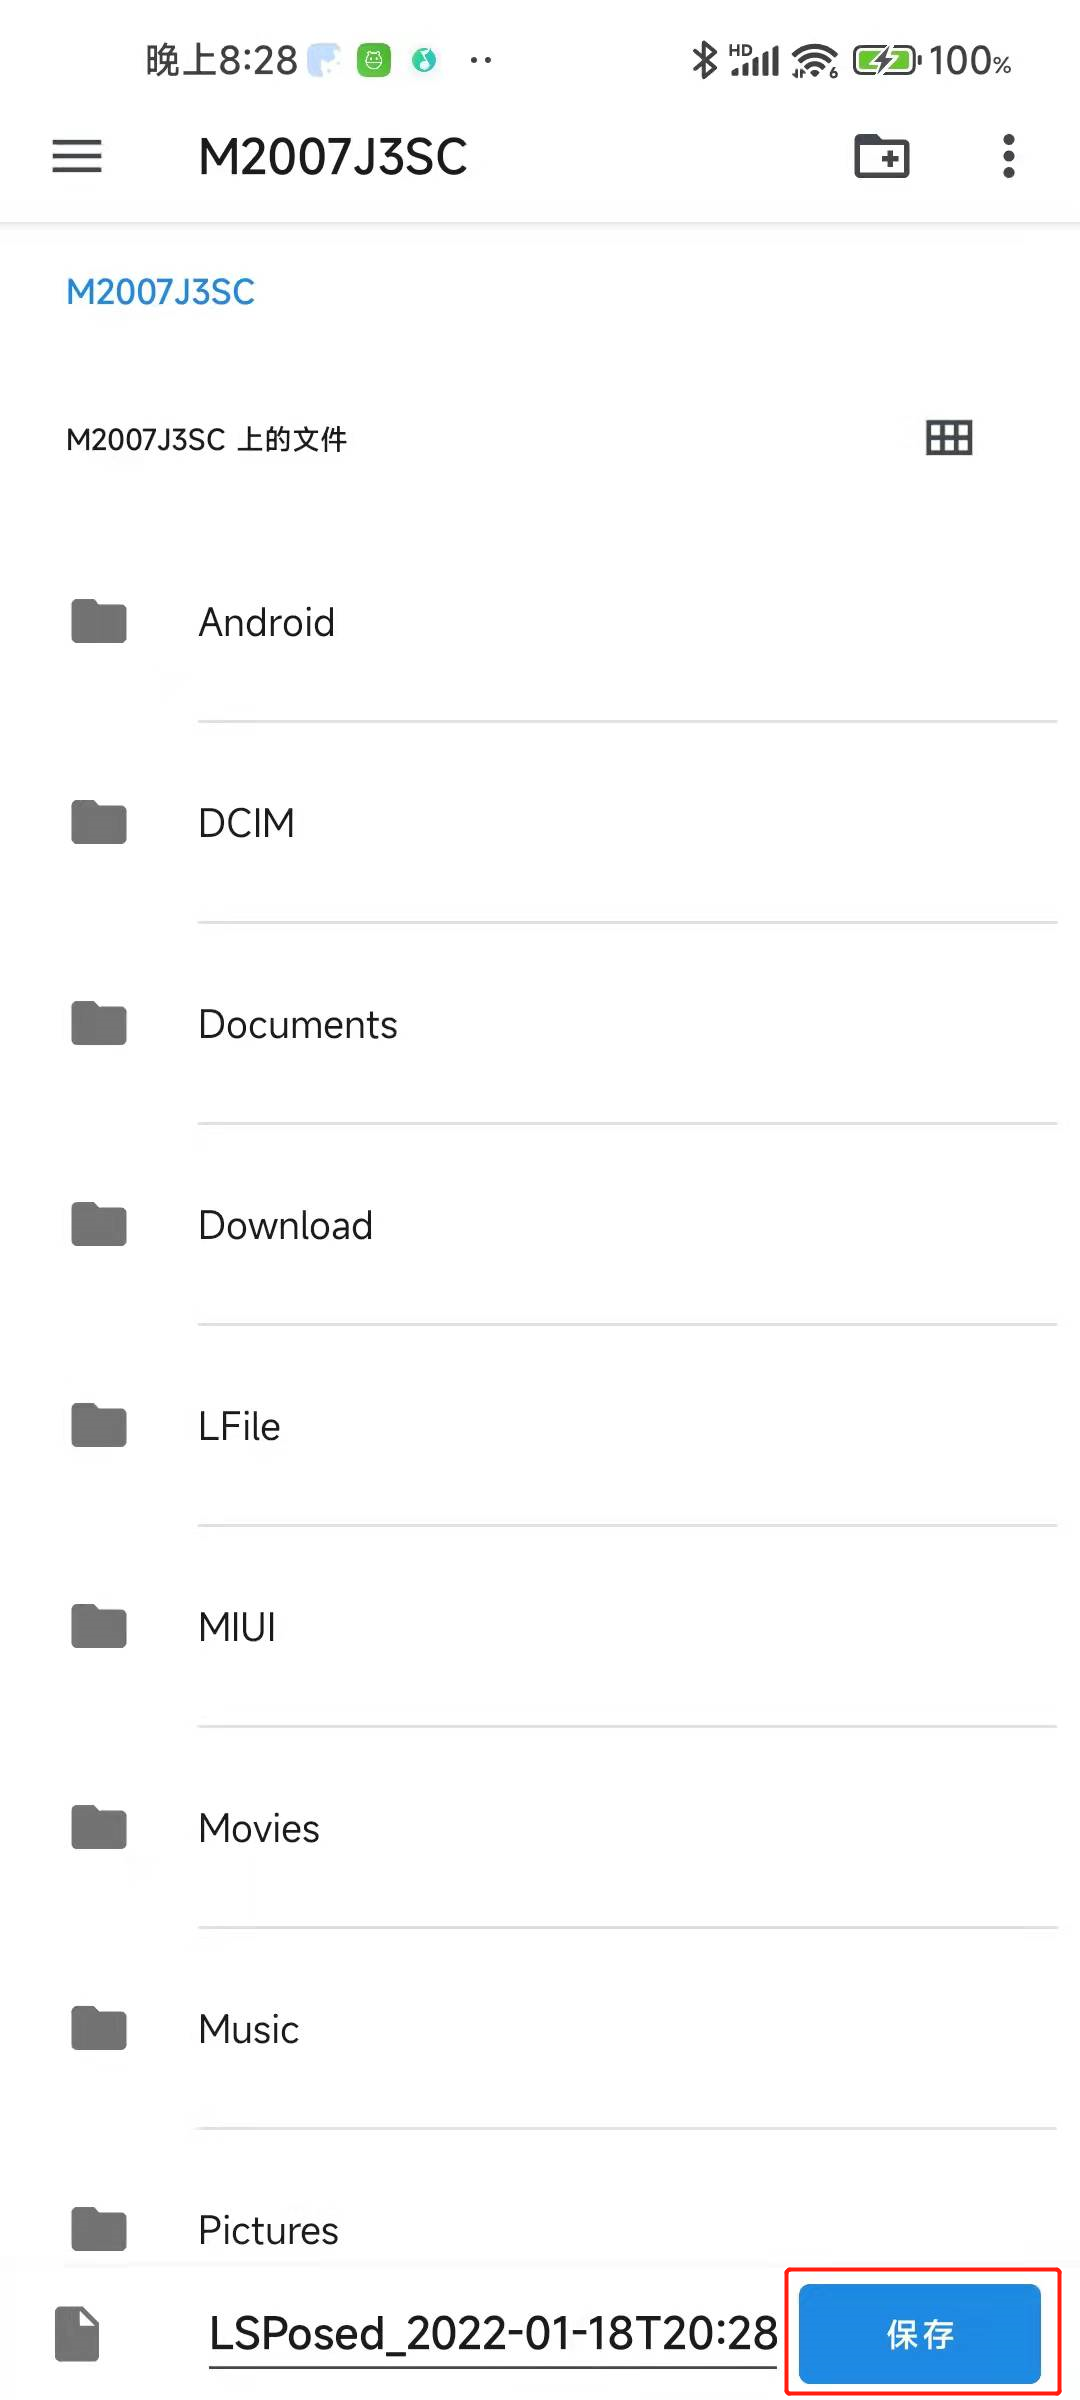 晚上8:28 HD 6 100%
M2007J3SC
M2007J3SC
M2007J3SC 上的文件
Android
DCIM
Documents
Download
LFile
MIUI
Movies
Music
Pictures
LSPosed_2022-01-18T20:28
保存